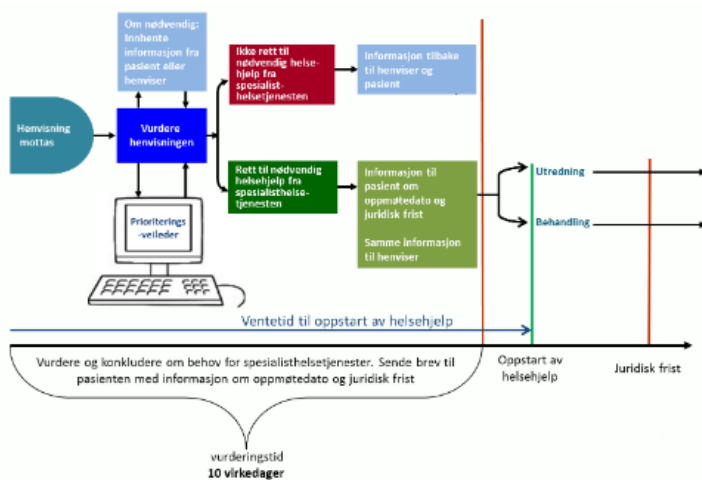 Om nødvendig:
Innhente
informasjon fra
pasient eller
henviser
Ikke rett til
nødvendig helse-
hjelp fra
spesialist-
helsetjenesten
Informasjon tilbake
til henviser og
pasient
Henvisning
mottas
Vurdere
henvisningen
Rett til nødvendig
helsehjelp fra
spesialisthelse-
tjenesten
Informasjon til
pasient om
oppmøtedato og
juridisk frist
Samme informasjon
til henviser
Utredning
Behandling
Prioriterings
-veileder
Ventetid til oppstart av helsehjelp
Vurdere og konkludere om behov for spesialisthelsetjenester. Sende brev til
pasienten med informasjon om oppmøtedato og juridisk frist
Oppstart av
helsehjelp
Juridisk frist
vurderingstid
10 virkedager